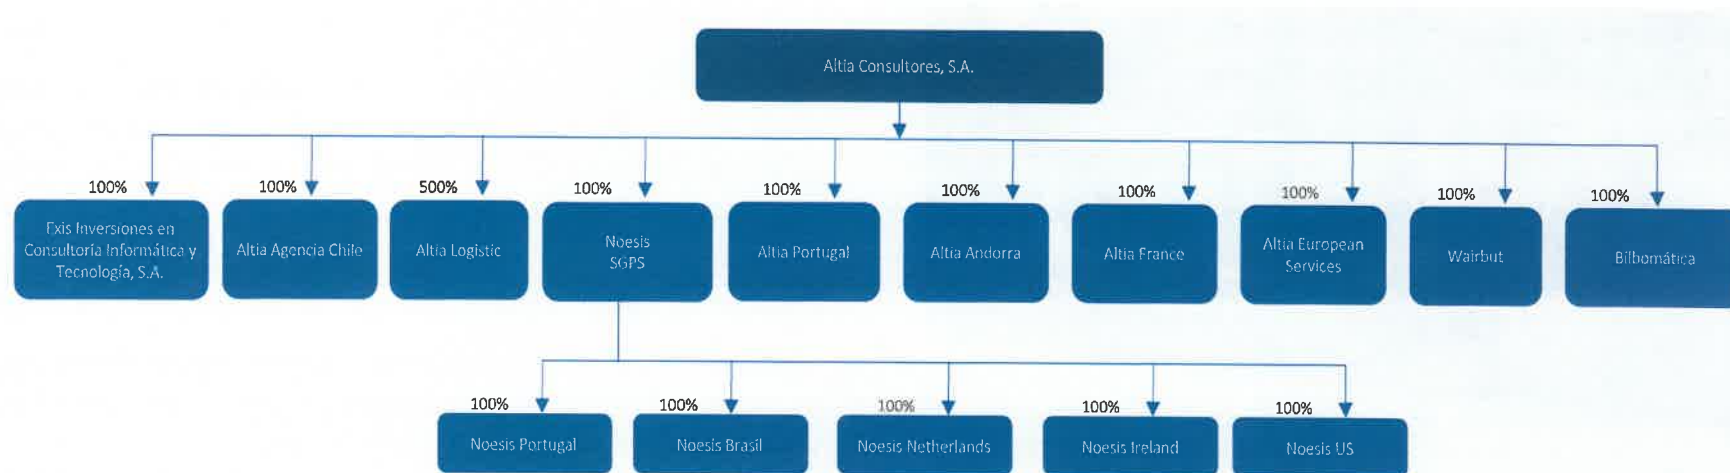 Altia Consultores, S.A.
100%
100%
500%
100%
100%
100%
100%
100%
100%
100%
Exis Inversiones en
Consultoría Informática y
Tecnología, S.A.
Altia Agencia Chile
Altia Logistic
Noesis
SGPS
Altia Portugal
Altia Andorra
Altia France
Altia European
Services
Wairbut
Bilbomática
100%
100%
100%
100%
100%
Noesis Portugal
Noesis Brasil
Noesis Netherlands
Noesis Ireland
Noesis US